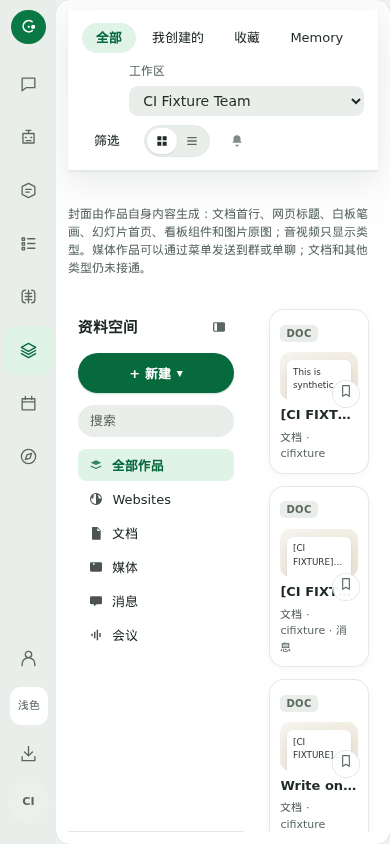 全部 我创建的 收藏 Memory
工作区
CI Fixture Team
筛选
封面由作品自身内容生成：文档首行、网页标题、白板笔
画、幻灯片首页、看板组件和图片原图；音视频只显示类
型。媒体作品可以通过菜单发送到群或单聊；文档和其他
类型仍未接通。
资料空间
+ 新建 ▾
搜索
全部作品
Websites
文档
媒体
消息
会议
DOC
This is
synthetic
[CI FIXT...
文档 ·
cifixture
DOC
[CI
FIXTURE]...
[CI FIXT...
文档 ·
cifixture · 消
息
DOC
[CI
FIXTURE]
Write on...
文档 ·
cifixture
浅色
CI